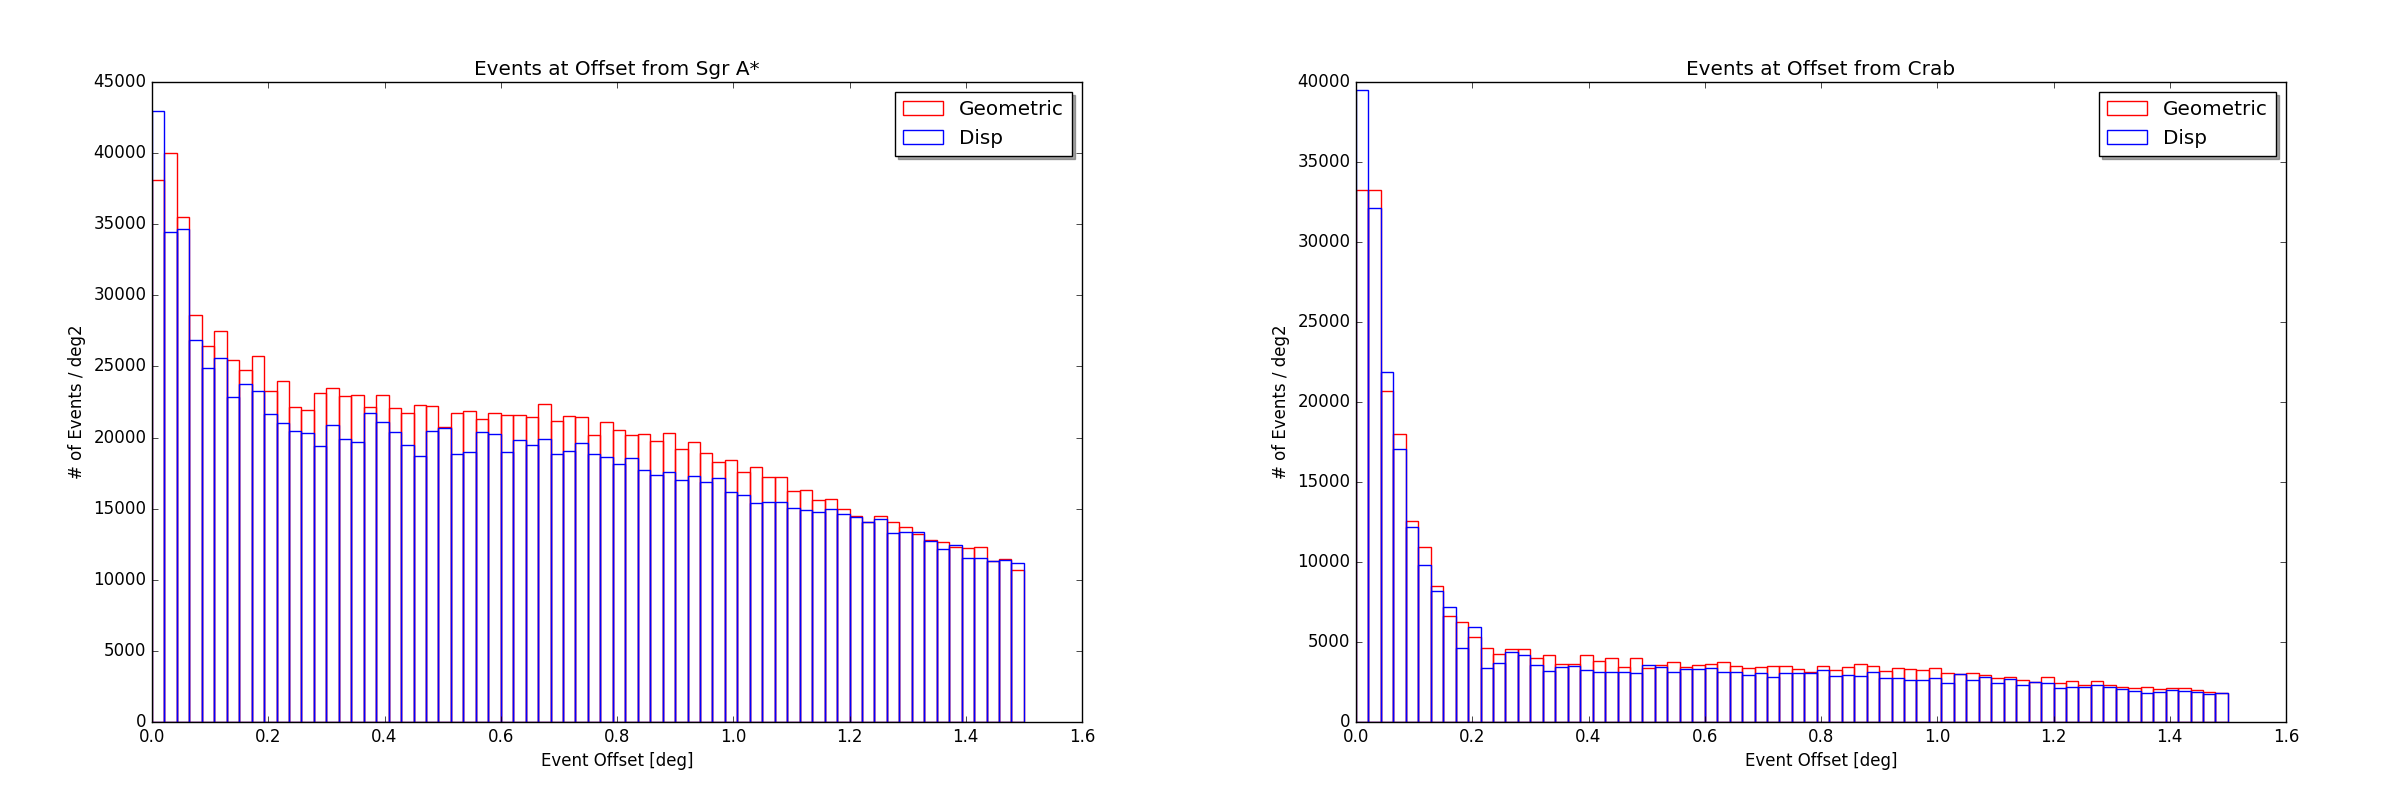 Events at Offset from Sgr A*
45000
40000
35000
30000
25000
20000
15000
10000
5000
0
# of Events / deg2
Geometric
Disp
0.0 0.2 0.4 0.6 0.8 1.0 1.2 1.4 1.6
Event Offset [deg]
Events at Offset from Crab
40000
35000
30000
25000
20000
15000
10000
5000
0
# of Events / deg2
Geometric
Disp
0.0 0.2 0.4 0.6 0.8 1.0 1.2 1.4 1.6
Event Offset [deg]